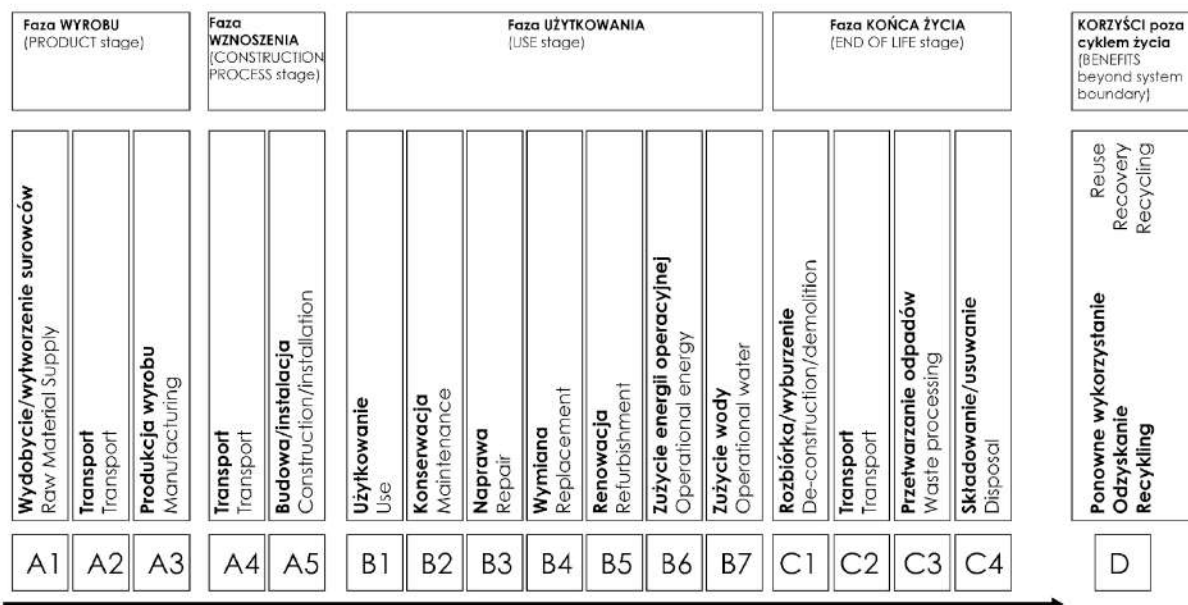 Faza WYROBU
(PRODUCT stage)
Faza
WZNOSZENIA
(CONSTRUCTION
PROCESS stage)
Faza UŻYTKOWANIA
(USE stage)
Faza KOŃCA ŻYCIA
(END OF LIFE stage)
KORZYŚCI poza
cyklem życia
(BENEFITS
beyond system
boundary)
Wydobycie/wytworzenie surowców
Raw Material Supply
Transport
Transport
Produkcja wyrobu
Manufacturing
Transport
Transport
Budowa/instalacja
Construction/installation
Użytkowanie
Use
Konserwacja
Maintenance
Naprawa
Repair
Wymiana
Replacement
Renowacja
Refurbishment
Zużycie energii operacyjnej
Operational energy
Zużycie wody
Operational water
Rozbiórka/wyburzenie
De-construction/demolition
Transport
Transport
Przetwarzanie odpadów
Waste processing
Składowanie/usuwanie
Disposal
Ponowne wykorzystanie
Odzyskanie
Recykling
Reuse
Recovery
Recycling
A1
A2
A3
A4
A5
B1
B2
B3
B4
B5
B6
B7
C1
C2
C3
C4
D